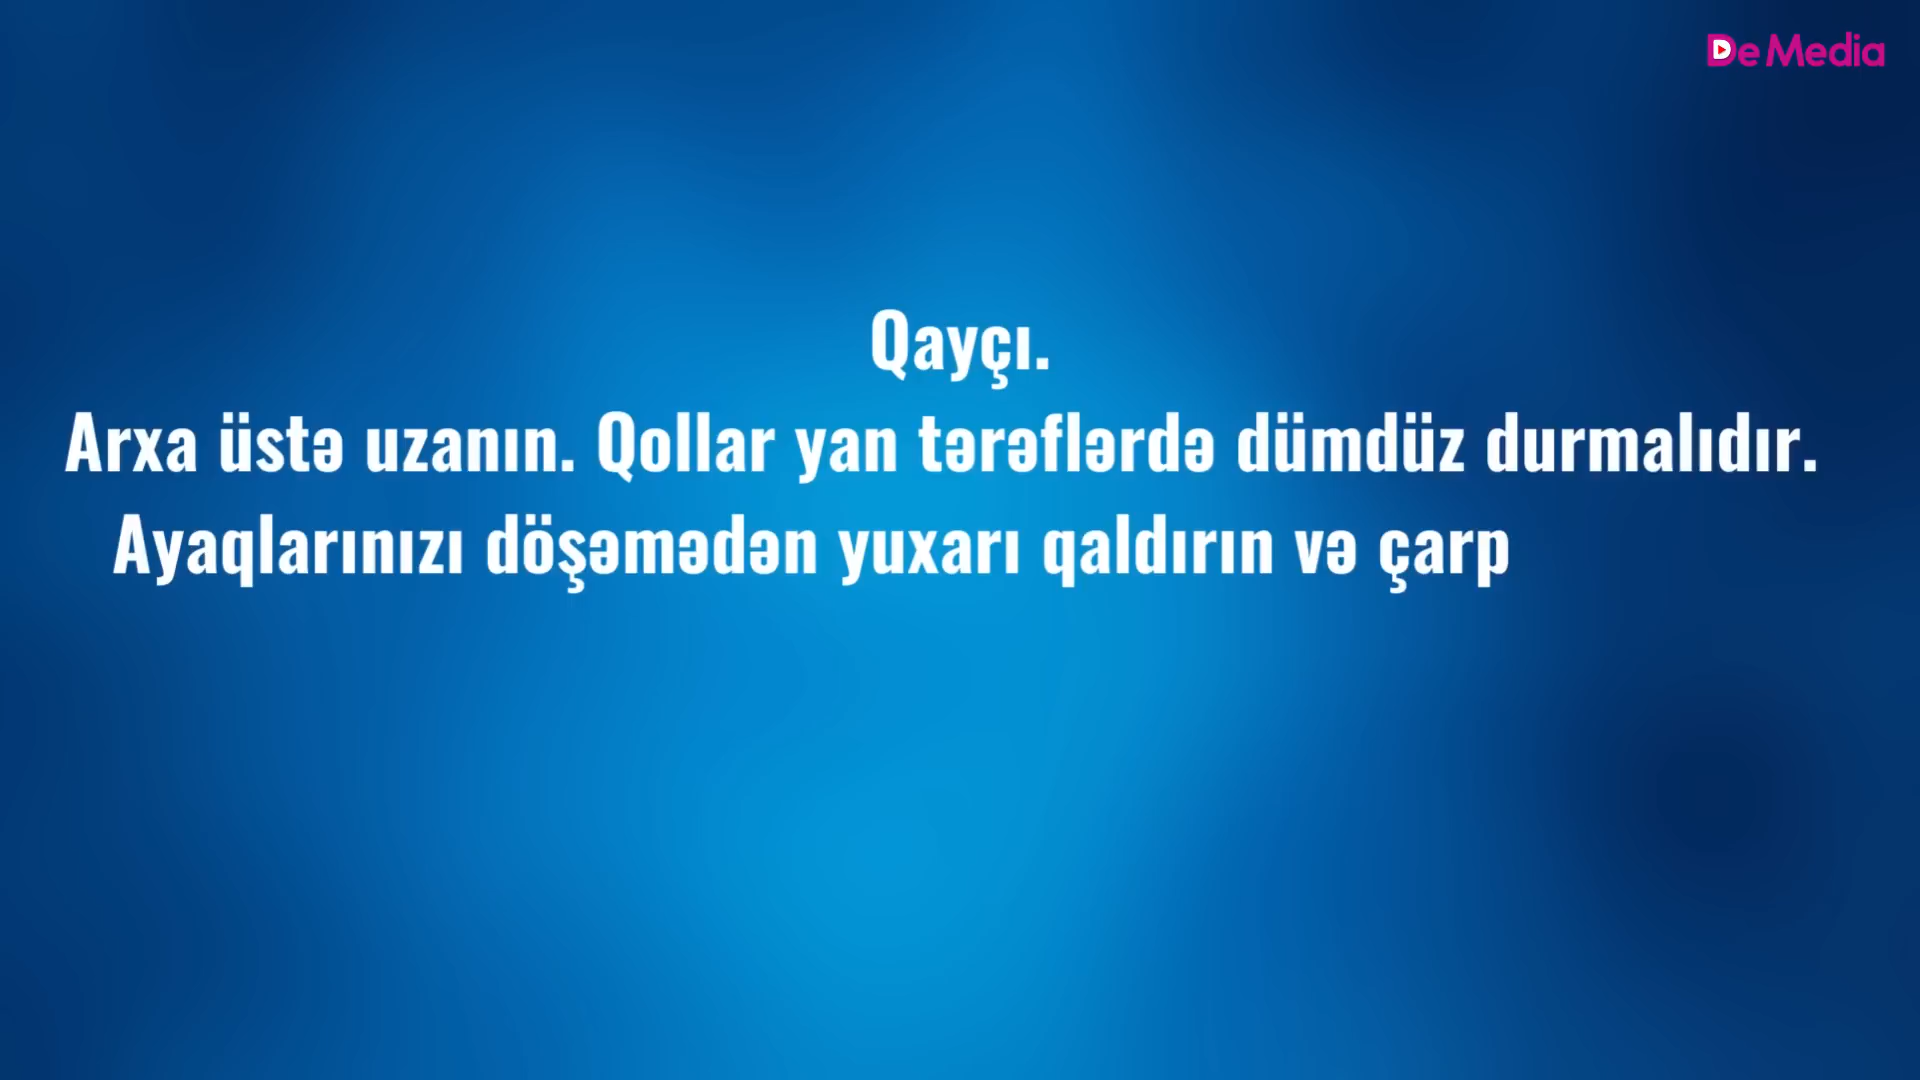 De Media
Qayçı.
Arxa üstə uzanın. Qollar yan tərəflərdə dümdüz durmalıdır.
Ayaqlarınızı döşəmədən yuxarı qaldırın və çarp